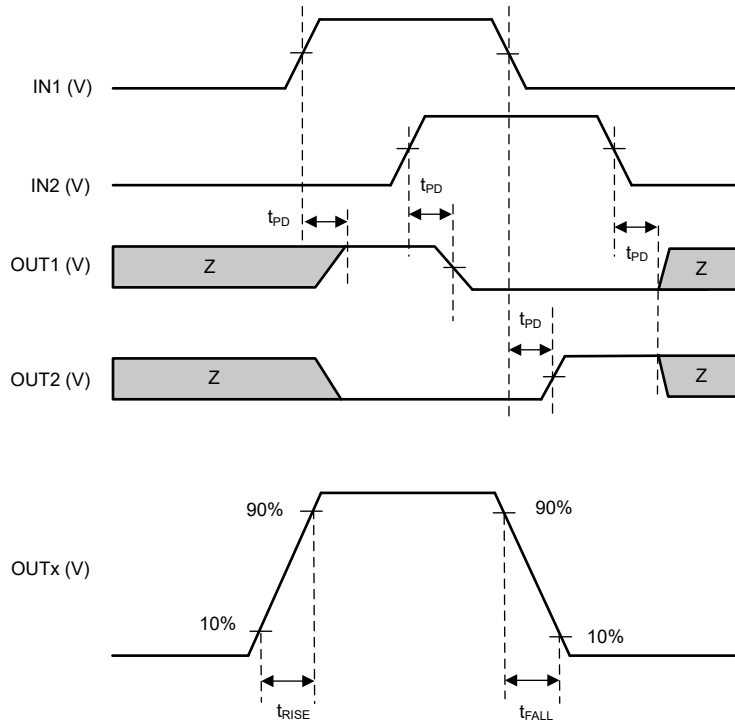 IN1 (V)
IN2 (V)
tPD
tPD
tPD
OUT1 (V)
Z
Z
tPD
OUT2 (V)
Z
Z
90%
90%
OUTx (V)
10%
10%
tRISE
tFALL